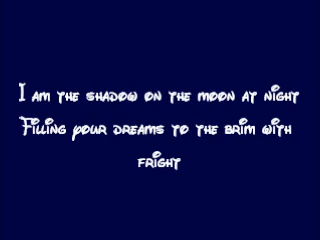 I am the shadow on the moon at night
Filling your dreams to the brim with
fright